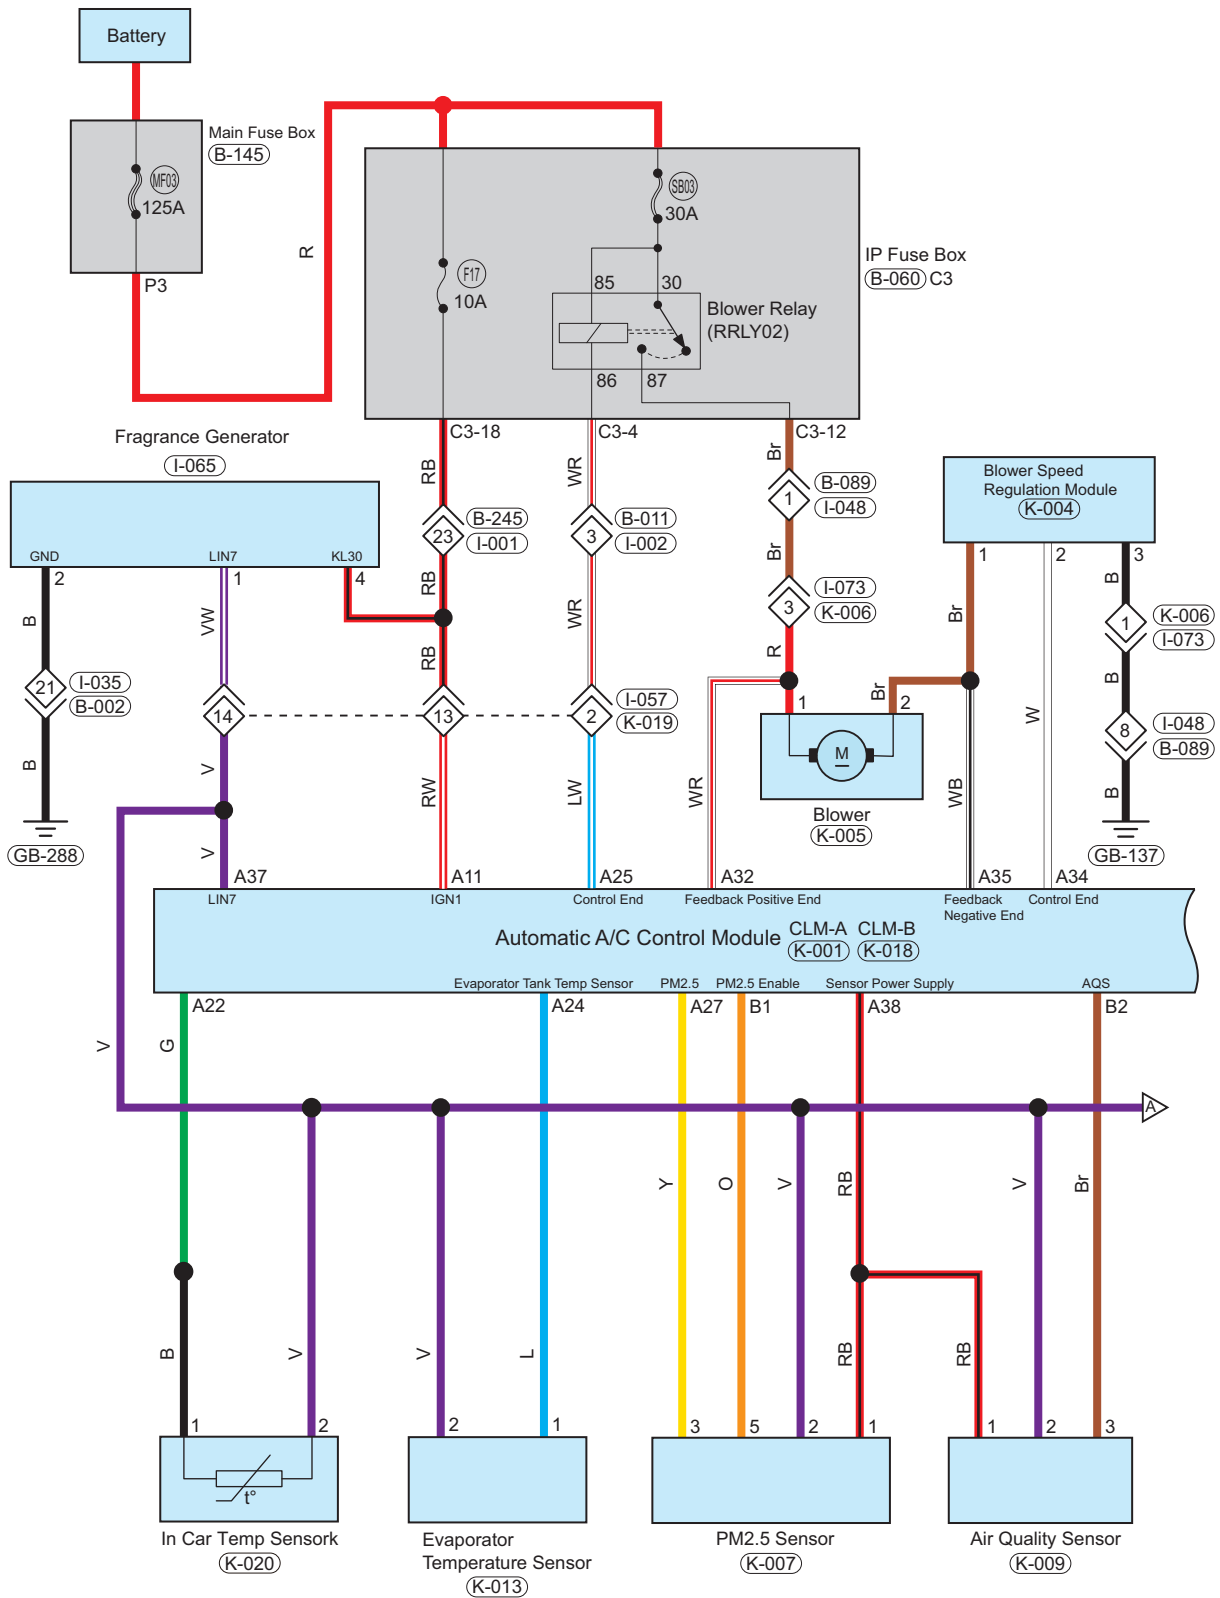 Battery
Main Fuse Box
B-145
MF03
125A
P3
R
SB03
30A
F17
10A
IP Fuse Box
B-060 C3
85
30
Blower Relay
(RRLY02)
86
87
C3-18
C3-4
C3-12
Fragrance Generator
I-065
GND
LIN7
KL30
2
1
4
RB
WR
Br
23
B-245
I-001
3
B-011
I-002
1
B-089
I-048
Blower Speed
Regulation Module
K-004
1
2
3
B
VW
RB
WR
Br
3
I-073
K-006
Br
B
1
K-006
I-073
21
I-035
B-002
RB
R
B
14
13
2
I-057
K-019
1
2
Br
W
8
I-048
B-089
M
B
V
RW
LW
WR
WB
B
Blower
K-005
GB-288
V
GB-137
A37
A11
A25
A32
A35
A34
LIN7
IGN1
Control End
Feedback Positive End
Feedback
Negative End
Control End
Automatic A/C Control Module
CLM-A
K-001
CLM-B
K-018
Evaporator Tank Temp Sensor
PM2.5
PM2.5 Enable
Sensor Power Supply
AQS
A22
A24
A27
B1
A38
B2
V
G
A
Y
O
V
RB
V
Br
B
V
V
L
RB
RB
1
2
2
1
3
5
2
1
1
2
3
t°
In Car Temp Sensork
K-020
Evaporator
Temperature Sensor
K-013
PM2.5 Sensor
K-007
Air Quality Sensor
K-009